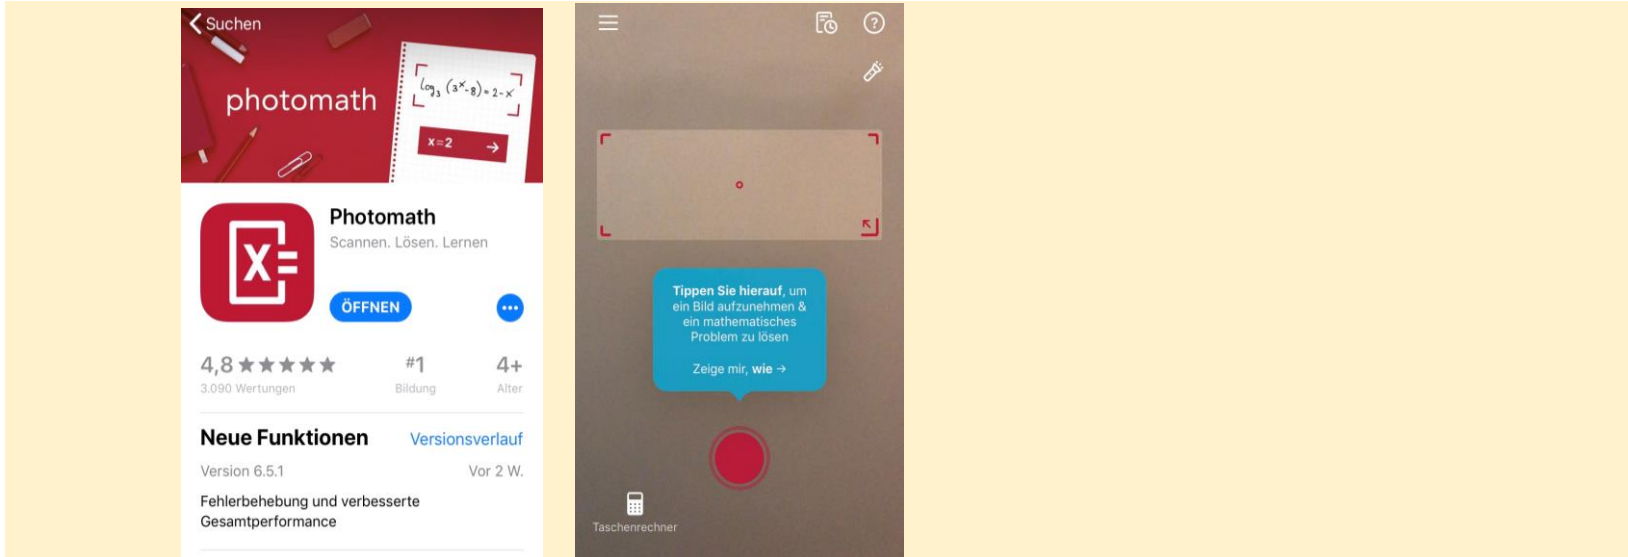 Suchen
photomath
log₃ (3ˣ-8) = 2-x
x=2 →
Photomath
Scannen. Lösen. Lernen
ÖFFNEN
4,8 ★★★★★ #1 4+
3.090 Wertungen Bildung Alter
Neue Funktionen Versionsverlauf
Version 6.5.1 Vor 2 W.
Fehlerbehebung und verbesserte
Gesamtperformance
?
Tippen Sie hierauf, um
ein Bild aufzunehmen &
ein mathematisches
Problem zu lösen
Zeige mir, wie →
Taschenrechner